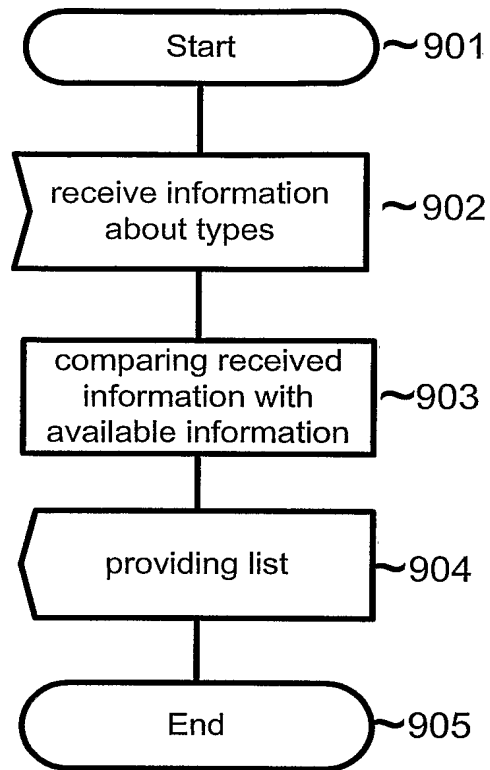 Start ~901
receive information
about types ~902
comparing received
information with
available information ~903
providing list ~904
End ~905